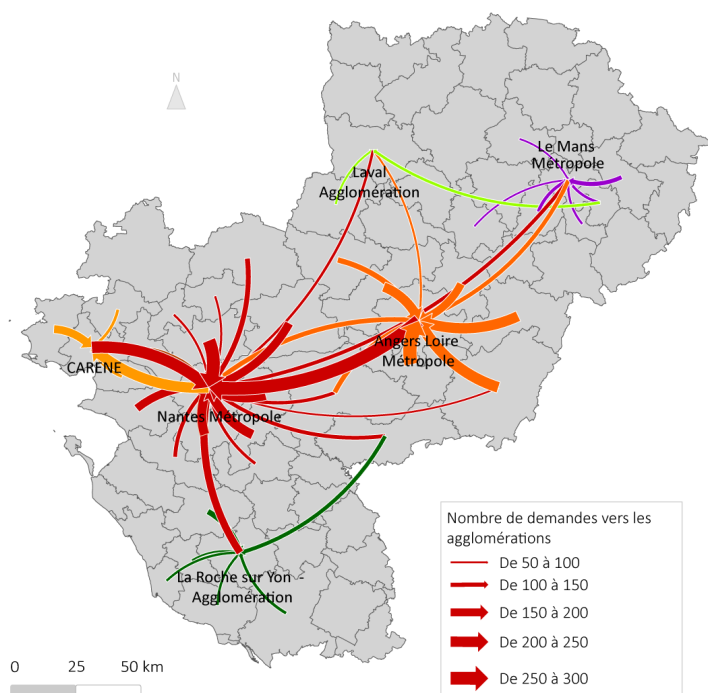 N
Le Mans
Métropole
Laval
Agglomération
Angers Loire
Métropole
CARENE
Nantes Métropole
La Roche sur Yon -
Agglomération
Nombre de demandes vers les
agglomérations
De 50 à 100
De 100 à 150
De 150 à 200
De 200 à 250
De 250 à 300
0 25 50 km